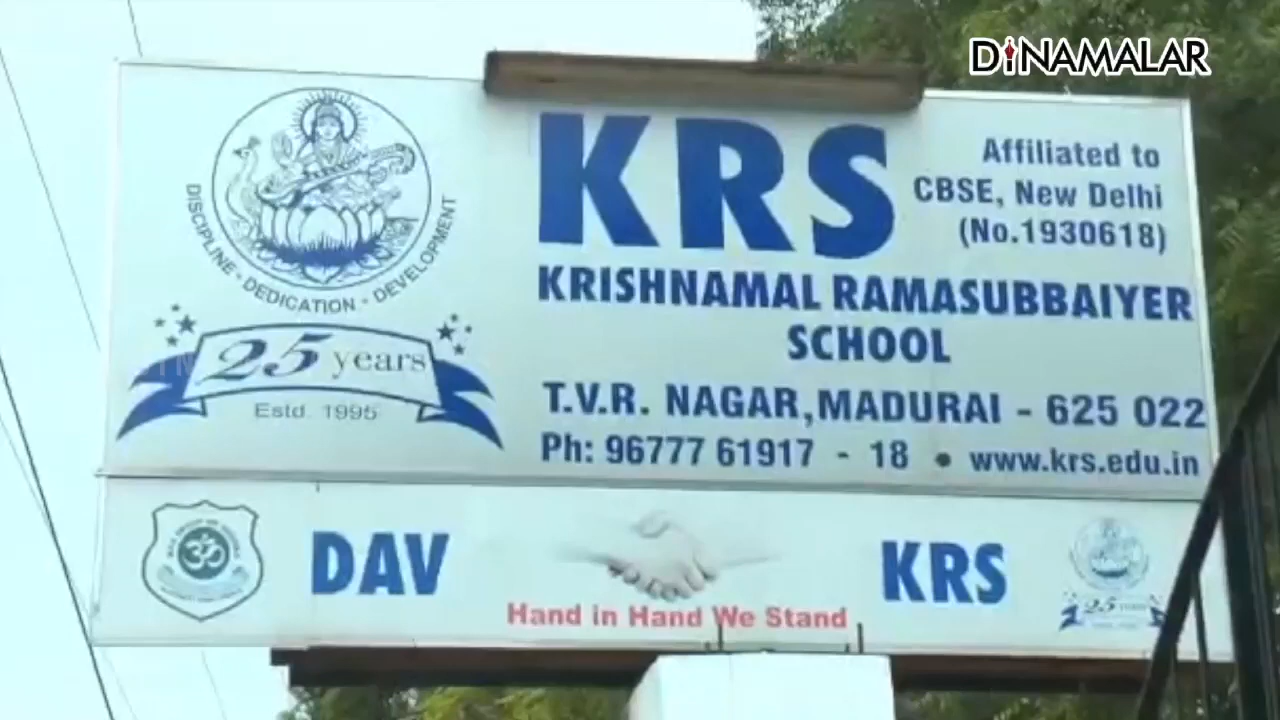 DINAMALAR
DISCIPLINE • DEDICATION • DEVELOPMENT
25 years
Estd. 1995
KRS
Affiliated to
CBSE, New Delhi
(No.1930618)
KRISHNAMAL RAMASUBBAIYER
SCHOOL
T.V.R. NAGAR, MADURAI - 625 022
Ph: 96777 61917 - 18 • www.krs.edu.in
ॐ
DAV
Hand in Hand We Stand
KRS
25 years